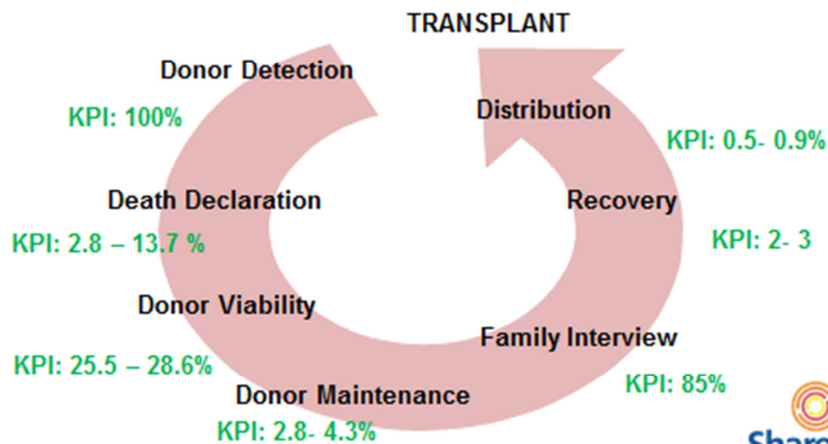 TRANSPLANT
Donor Detection
KPI: 100%
Death Declaration
KPI: 2.8 – 13.7 %
Donor Viability
KPI: 25.5 – 28.6%
Donor Maintenance
KPI: 2.8- 4.3%
Family Interview
KPI: 85%
Recovery
KPI: 2- 3
Distribution
KPI: 0.5- 0.9%
Share